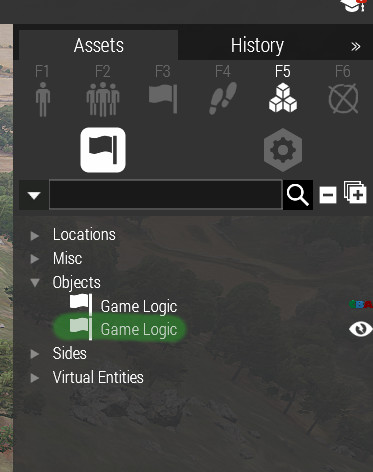 Assets History »
F1 F2 F3 F4 F5 F6
Locations
Misc
Objects
Game Logic
Game Logic
Sides
Virtual Entities